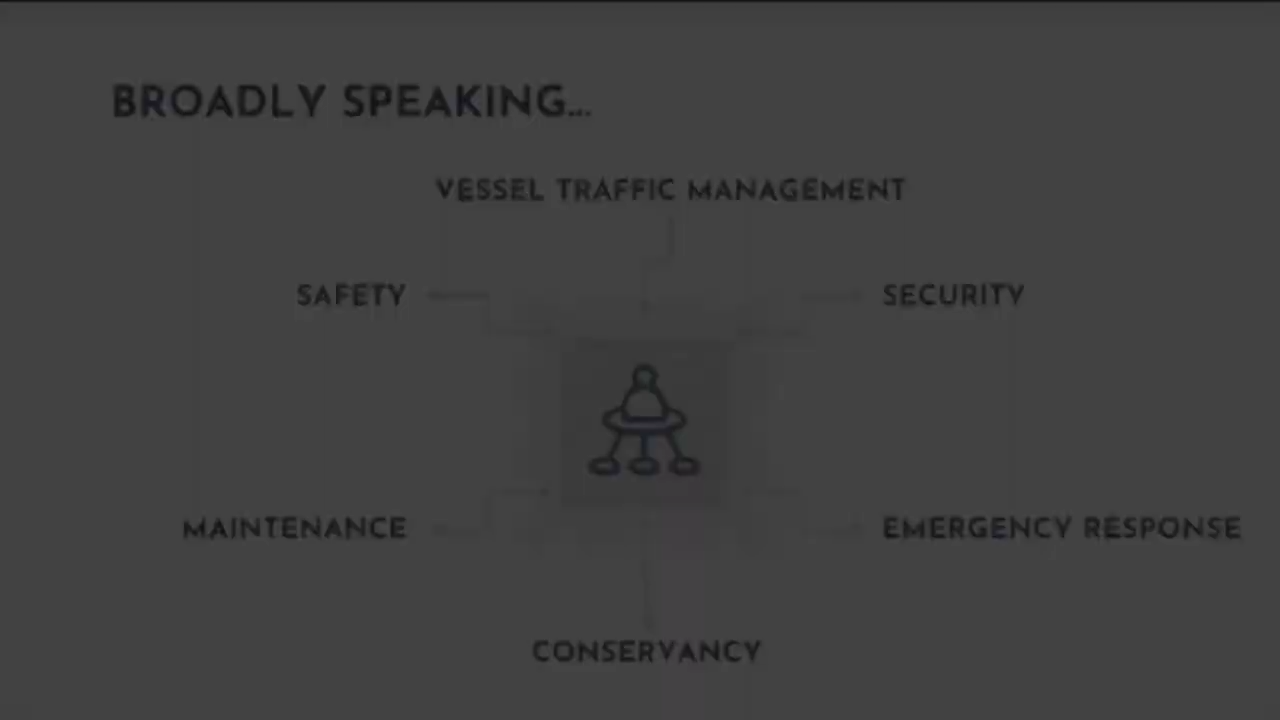 BROADLY SPEAKING...
VESSEL TRAFFIC MANAGEMENT
SAFETY
SECURITY
MAINTENANCE
EMERGENCY RESPONSE
CONSERVANCY